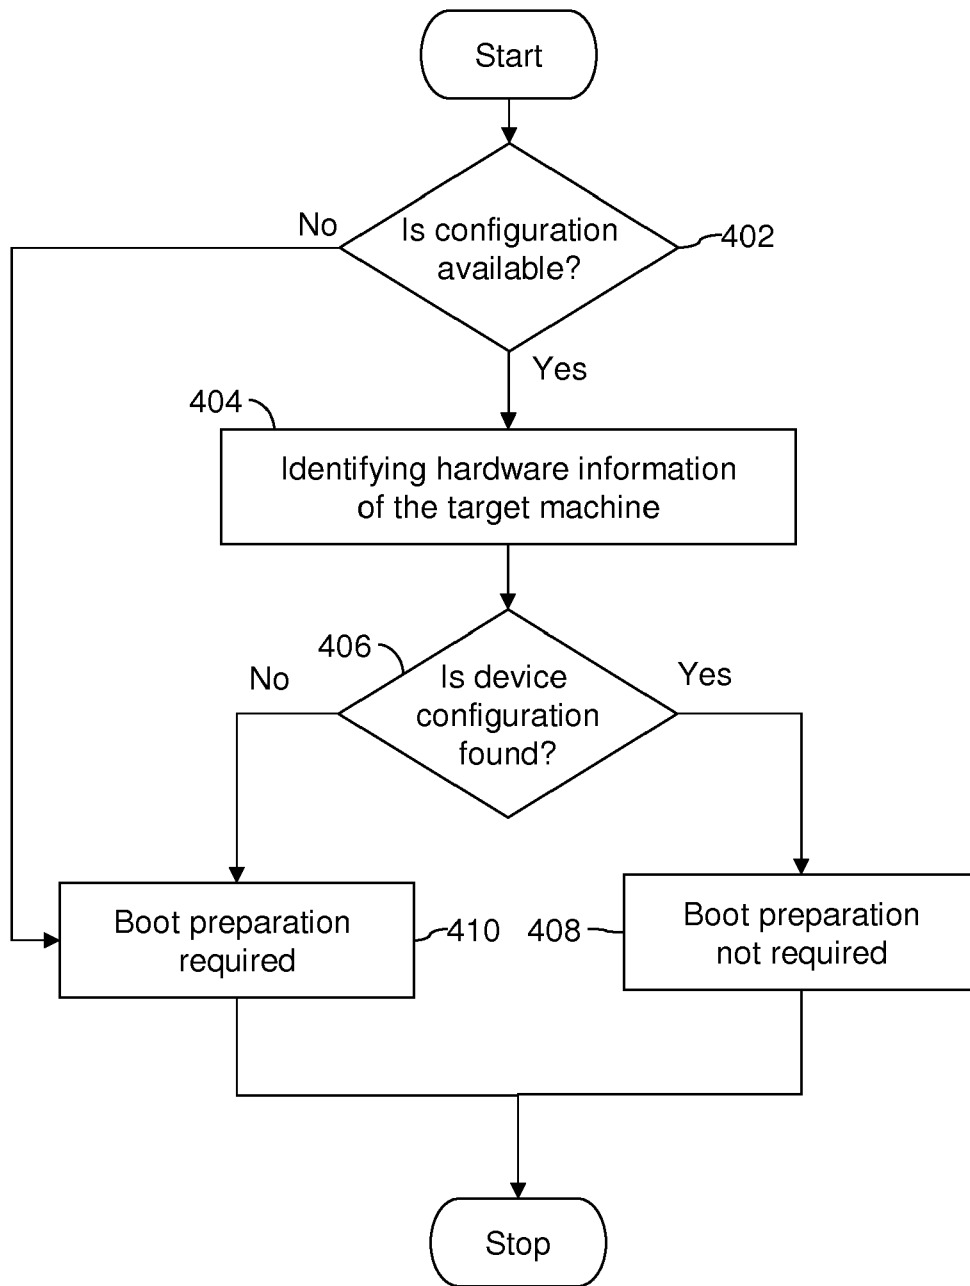 Start
Is configuration
available?
402
No
Yes
404
Identifying hardware information
of the target machine
406
Is device
configuration
found?
No
Yes
Boot preparation
required
410
408
Boot preparation
not required
Stop